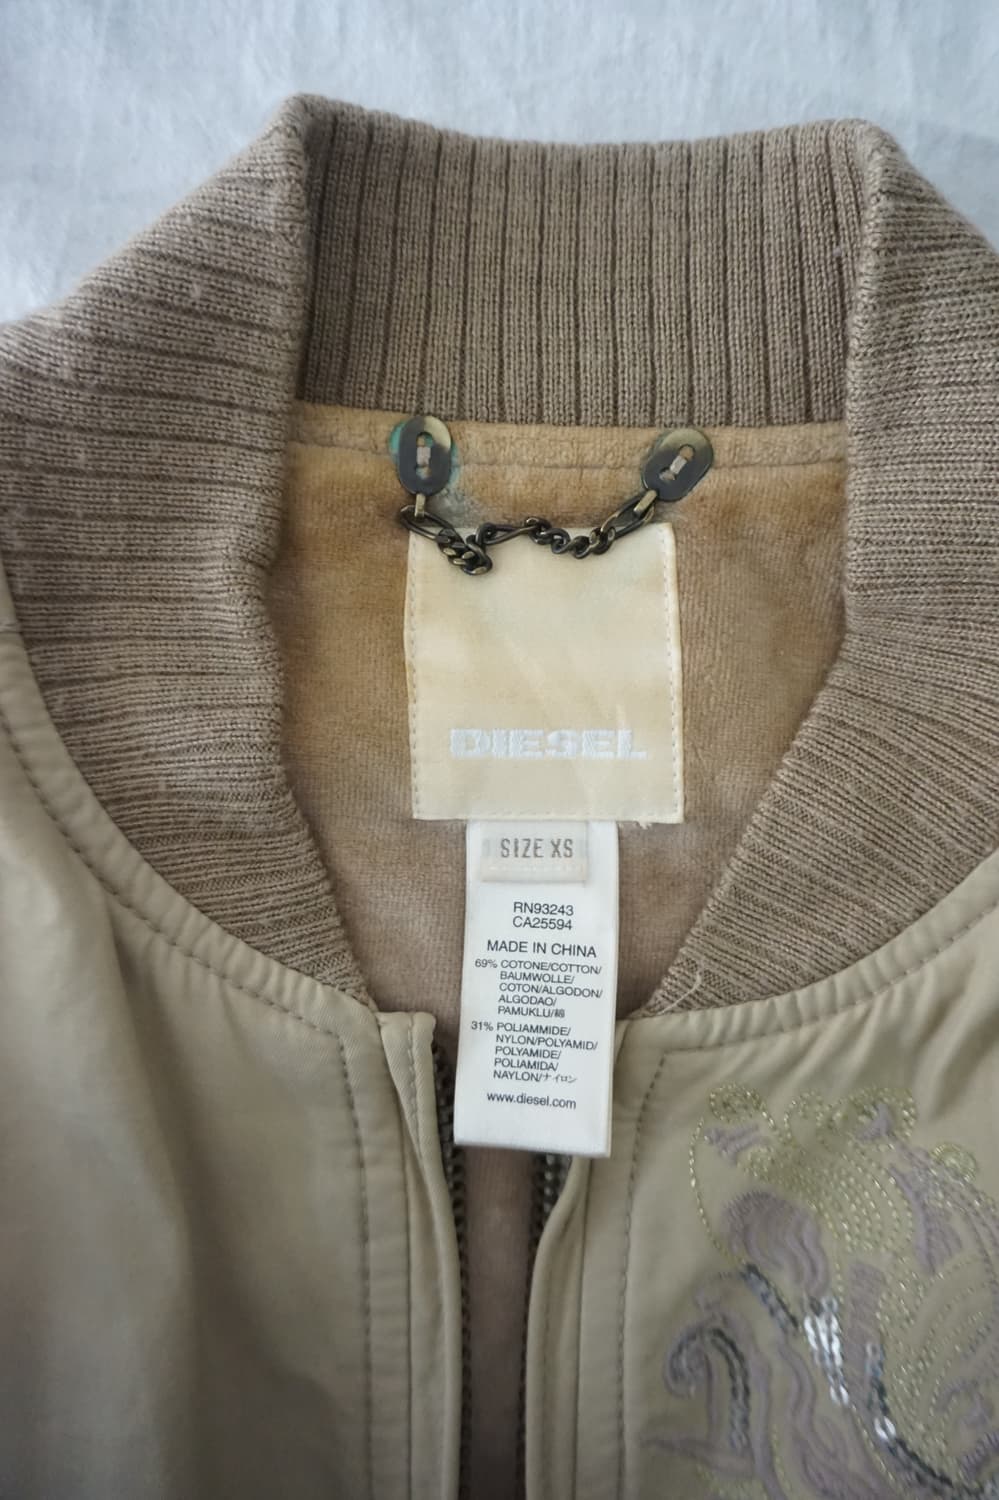 DIESEL
SIZE XS
RN93243
CA25594
MADE IN CHINA
69% COTONE/COTTON/
BAUMWOLLE/
COTON/ALGODON/
ALGODAO/
PAMUKLU/綿
31% POLIAMMIDE/
NYLON/POLYAMID/
POLYAMIDE/
POLIAMIDA/
NAYLON/ナイロン
www.diesel.com